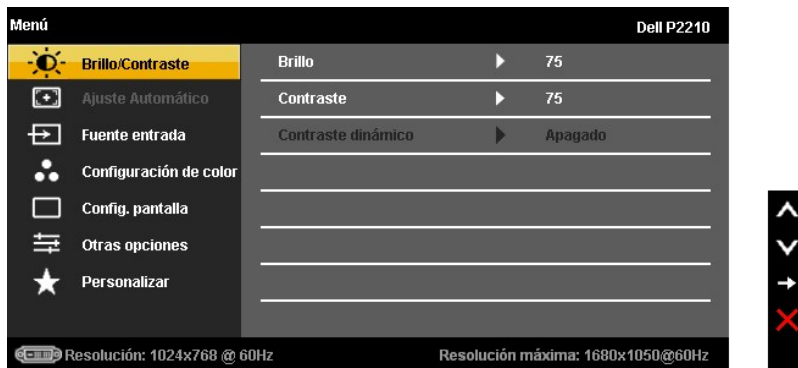 Menú Dell P2210
Brillo/Contraste Brillo 75
Ajuste Automático Contraste 75
Fuente entrada Contraste dinámico Apagado
Configuración de color
Config. pantalla
Otras opciones
Personalizar
Resolución: 1024x768 @ 60Hz Resolución máxima: 1680x1050@60Hz